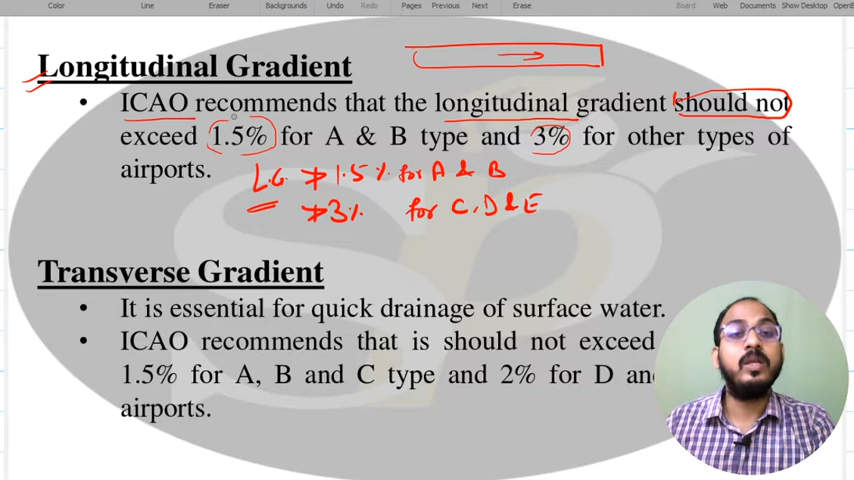 Color Line Eraser Backgrounds Undo Redo Pages Previous Next Erase Board Web Documents Show Desktop
Longitudinal Gradient
• ICAO recommends that the longitudinal gradient should not
exceed 1.5% for A & B type and 3% for other types of
airports.
L.G. ≯ 1.5% for A & B
≯ 3% for C, D & E
Transverse Gradient
• It is essential for quick drainage of surface water.
• ICAO recommends that is should not exceed
1.5% for A, B and C type and 2% for D
airports.